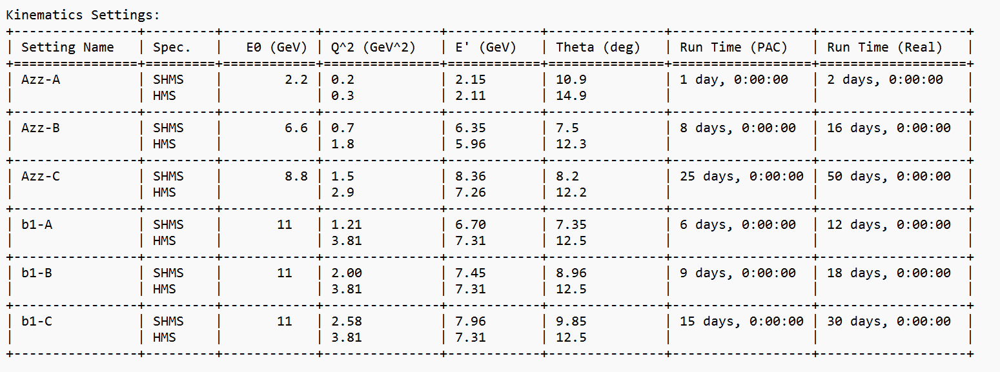 Kinematics Settings:
+----------------+---------+------------+---------------+------------+---------------+------------------+-------------------+
| Setting Name   | Spec.   |   E0 (GeV) | Q^2 (GeV^2)   | E' (GeV)   | Theta (deg)   | Run Time (PAC)   | Run Time (Real)   |
+================+=========+============+===============+============+===============+==================+===================+
| Azz-A          | SHMS    |        2.2 | 0.2           | 2.15       | 10.9          | 1 day, 0:00:00   | 2 days, 0:00:00   |
|                | HMS     |            | 0.3           | 2.11       | 14.9          |                  |                   |
+----------------+---------+------------+---------------+------------+---------------+------------------+-------------------+
| Azz-B          | SHMS    |        6.6 | 0.7           | 6.35       | 7.5           | 8 days, 0:00:00  | 16 days, 0:00:00  |
|                | HMS     |            | 1.8           | 5.96       | 12.3          |                  |                   |
+----------------+---------+------------+---------------+------------+---------------+------------------+-------------------+
| Azz-C          | SHMS    |        8.8 | 1.5           | 8.36       | 8.2           | 25 days, 0:00:00 | 50 days, 0:00:00  |
|                | HMS     |            | 2.9           | 7.26       | 12.2          |                  |                   |
+----------------+---------+------------+---------------+------------+---------------+------------------+-------------------+
| b1-A           | SHMS    |       11   | 1.21          | 6.70       | 7.35          | 6 days, 0:00:00  | 12 days, 0:00:00  |
|                | HMS     |            | 3.81          | 7.31       | 12.5          |                  |                   |
+----------------+---------+------------+---------------+------------+---------------+------------------+-------------------+
| b1-B           | SHMS    |       11   | 2.00          | 7.45       | 8.96          | 9 days, 0:00:00  | 18 days, 0:00:00  |
|                | HMS     |            | 3.81          | 7.31       | 12.5          |                  |                   |
+----------------+---------+------------+---------------+------------+---------------+------------------+-------------------+
| b1-C           | SHMS    |       11   | 2.58          | 7.96       | 9.85          | 15 days, 0:00:00 | 30 days, 0:00:00  |
|                | HMS     |            | 3.81          | 7.31       | 12.5          |                  |                   |
+----------------+---------+------------+---------------+------------+---------------+------------------+-------------------+